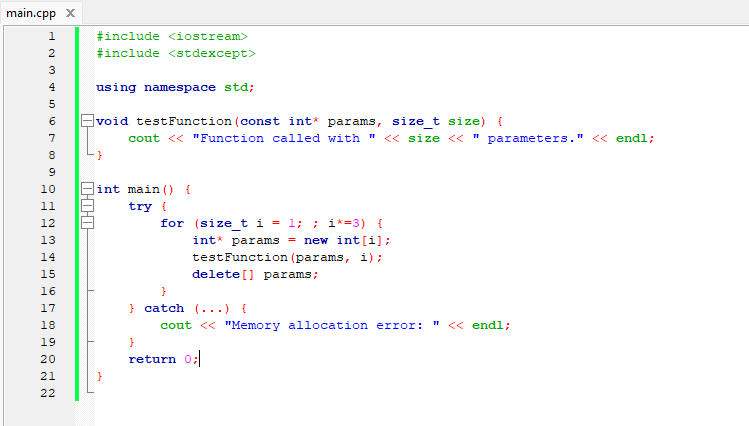 main.cpp X
1 #include <iostream>
2 #include <stdexcept>
3
4 using namespace std;
5
6 void testFunction(const int* params, size_t size) {
7     cout << "Function called with " << size << " parameters." << endl;
8 }
9
10 int main() {
11     try {
12         for (size_t i = 1; ; i*=3) {
13             int* params = new int[i];
14             testFunction(params, i);
15             delete[] params;
16         }
17     } catch (...) {
18         cout << "Memory allocation error: " << endl;
19     }
20     return 0;
21 }
22